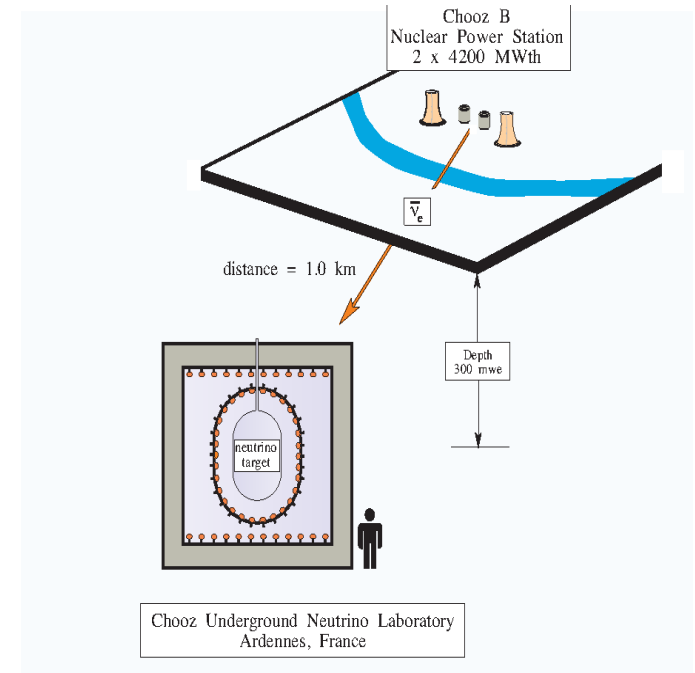 Chooz B
Nuclear Power Station
2 x 4200 MWth
ν̅e
distance = 1.0 km
Depth
300 mwe
neutrino
target
Chooz Underground Neutrino Laboratory
Ardennes, France